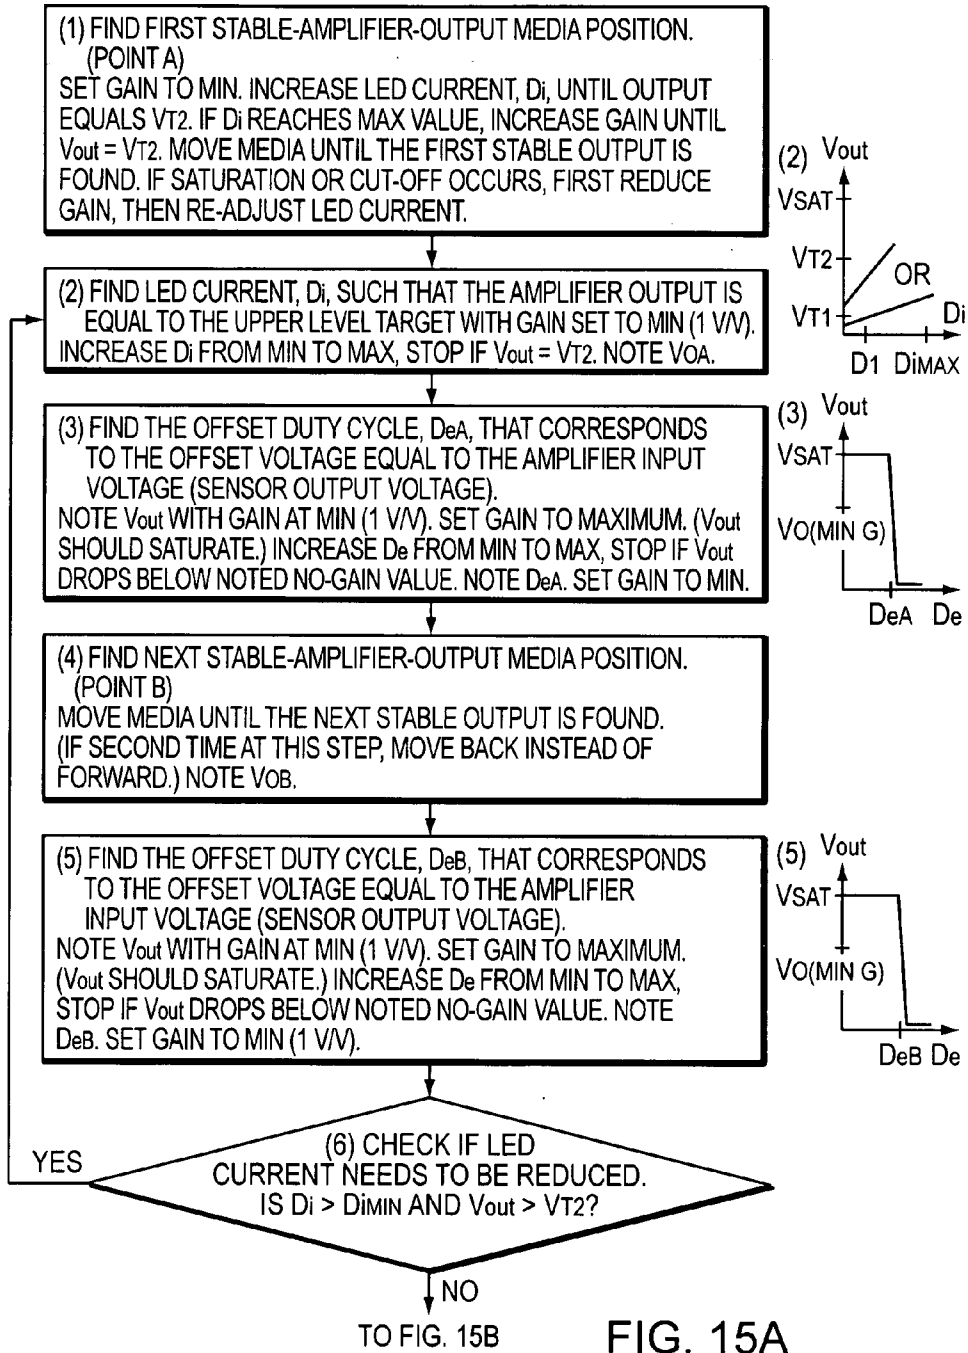 (1) FIND FIRST STABLE-AMPLIFIER-OUTPUT MEDIA POSITION.
(POINT A)
SET GAIN TO MIN. INCREASE LED CURRENT, Di, UNTIL OUTPUT
EQUALS VT2. IF Di REACHES MAX VALUE, INCREASE GAIN UNTIL
Vout = VT2. MOVE MEDIA UNTIL THE FIRST STABLE OUTPUT IS
FOUND. IF SATURATION OR CUT-OFF OCCURS, FIRST REDUCE
GAIN, THEN RE-ADJUST LED CURRENT.
(2) Vout
VSAT
VT2
OR
VT1
Di
D1 DiMAX
(2) FIND LED CURRENT, Di, SUCH THAT THE AMPLIFIER OUTPUT IS
EQUAL TO THE UPPER LEVEL TARGET WITH GAIN SET TO MIN (1 V/V).
INCREASE Di FROM MIN TO MAX, STOP IF Vout = VT2. NOTE VOA.
(3) FIND THE OFFSET DUTY CYCLE, DeA, THAT CORRESPONDS
TO THE OFFSET VOLTAGE EQUAL TO THE AMPLIFIER INPUT
VOLTAGE (SENSOR OUTPUT VOLTAGE).
NOTE Vout WITH GAIN AT MIN (1 V/V). SET GAIN TO MAXIMUM. (Vout
SHOULD SATURATE.) INCREASE De FROM MIN TO MAX, STOP IF Vout
DROPS BELOW NOTED NO-GAIN VALUE. NOTE DeA. SET GAIN TO MIN.
(3) Vout
VSAT
VO(MIN G)
DeA De
(4) FIND NEXT STABLE-AMPLIFIER-OUTPUT MEDIA POSITION.
(POINT B)
MOVE MEDIA UNTIL THE NEXT STABLE OUTPUT IS FOUND.
(IF SECOND TIME AT THIS STEP, MOVE BACK INSTEAD OF
FORWARD.) NOTE VOB.
(5) FIND THE OFFSET DUTY CYCLE, DeB, THAT CORRESPONDS
TO THE OFFSET VOLTAGE EQUAL TO THE AMPLIFIER
INPUT VOLTAGE (SENSOR OUTPUT VOLTAGE).
NOTE Vout WITH GAIN AT MIN (1 V/V). SET GAIN TO MAXIMUM.
(Vout SHOULD SATURATE.) INCREASE De FROM MIN TO MAX,
STOP IF Vout DROPS BELOW NOTED NO-GAIN VALUE. NOTE
DeB. SET GAIN TO MIN (1 V/V).
(5) Vout
VSAT
VO(MIN G)
DeB De
(6) CHECK IF LED
CURRENT NEEDS TO BE REDUCED.
IS Di > DiMIN AND Vout > VT2?
YES
NO
TO FIG. 15B
FIG. 15A